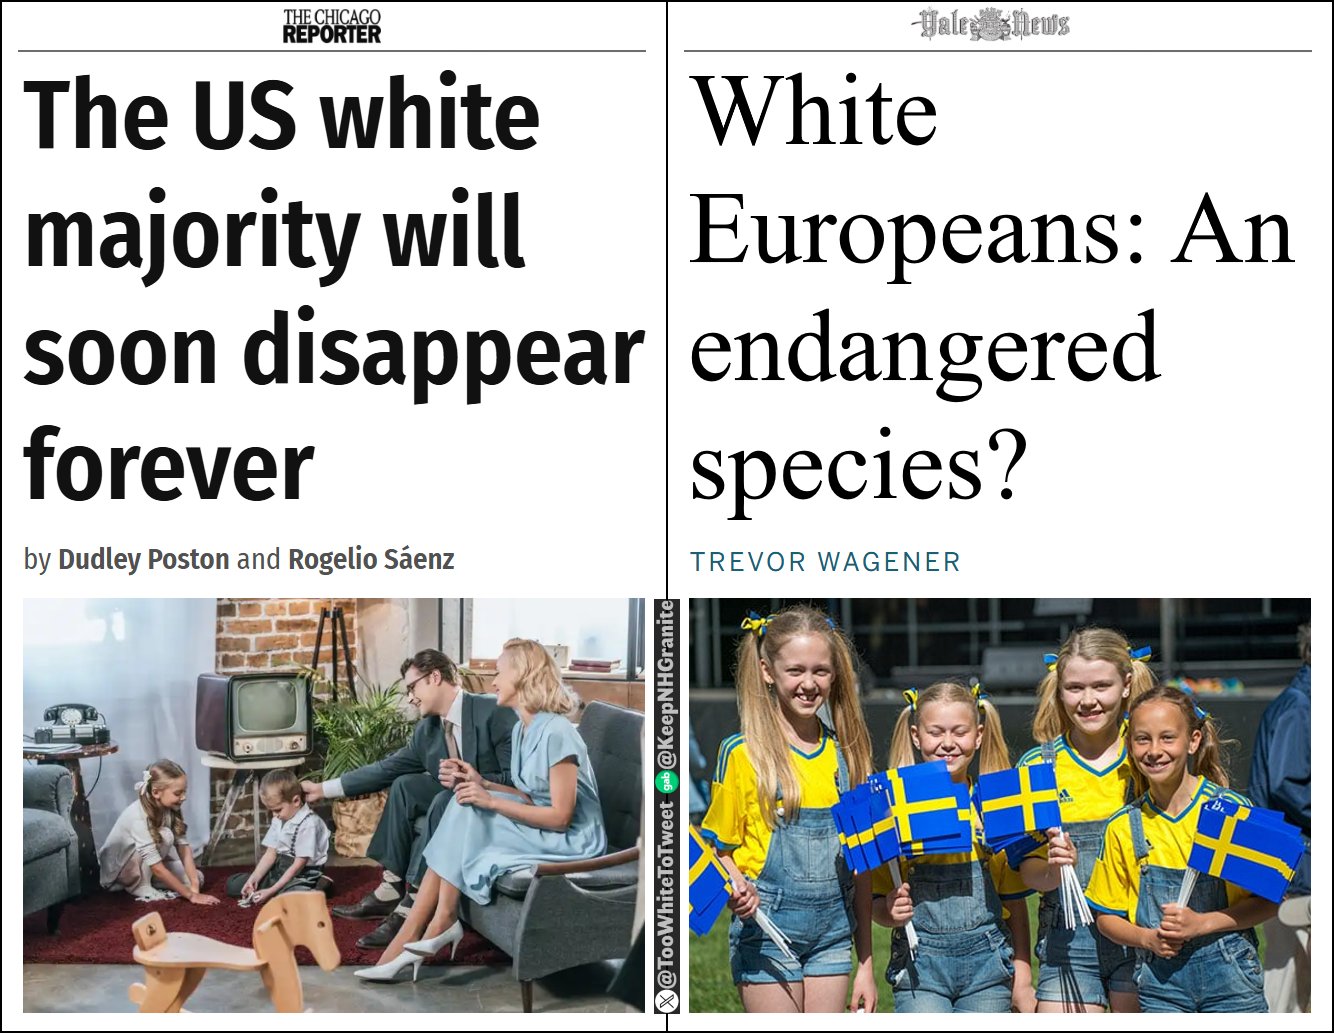 THE CHICAGO
REPORTER
The US white
majority will
soon disappear
forever
by Dudley Poston and Rogelio Sáenz
Yale News
White
Europeans: An
endangered
species?
TREVOR WAGENER
@TooWhiteToTweet gab @KeepNHGranite